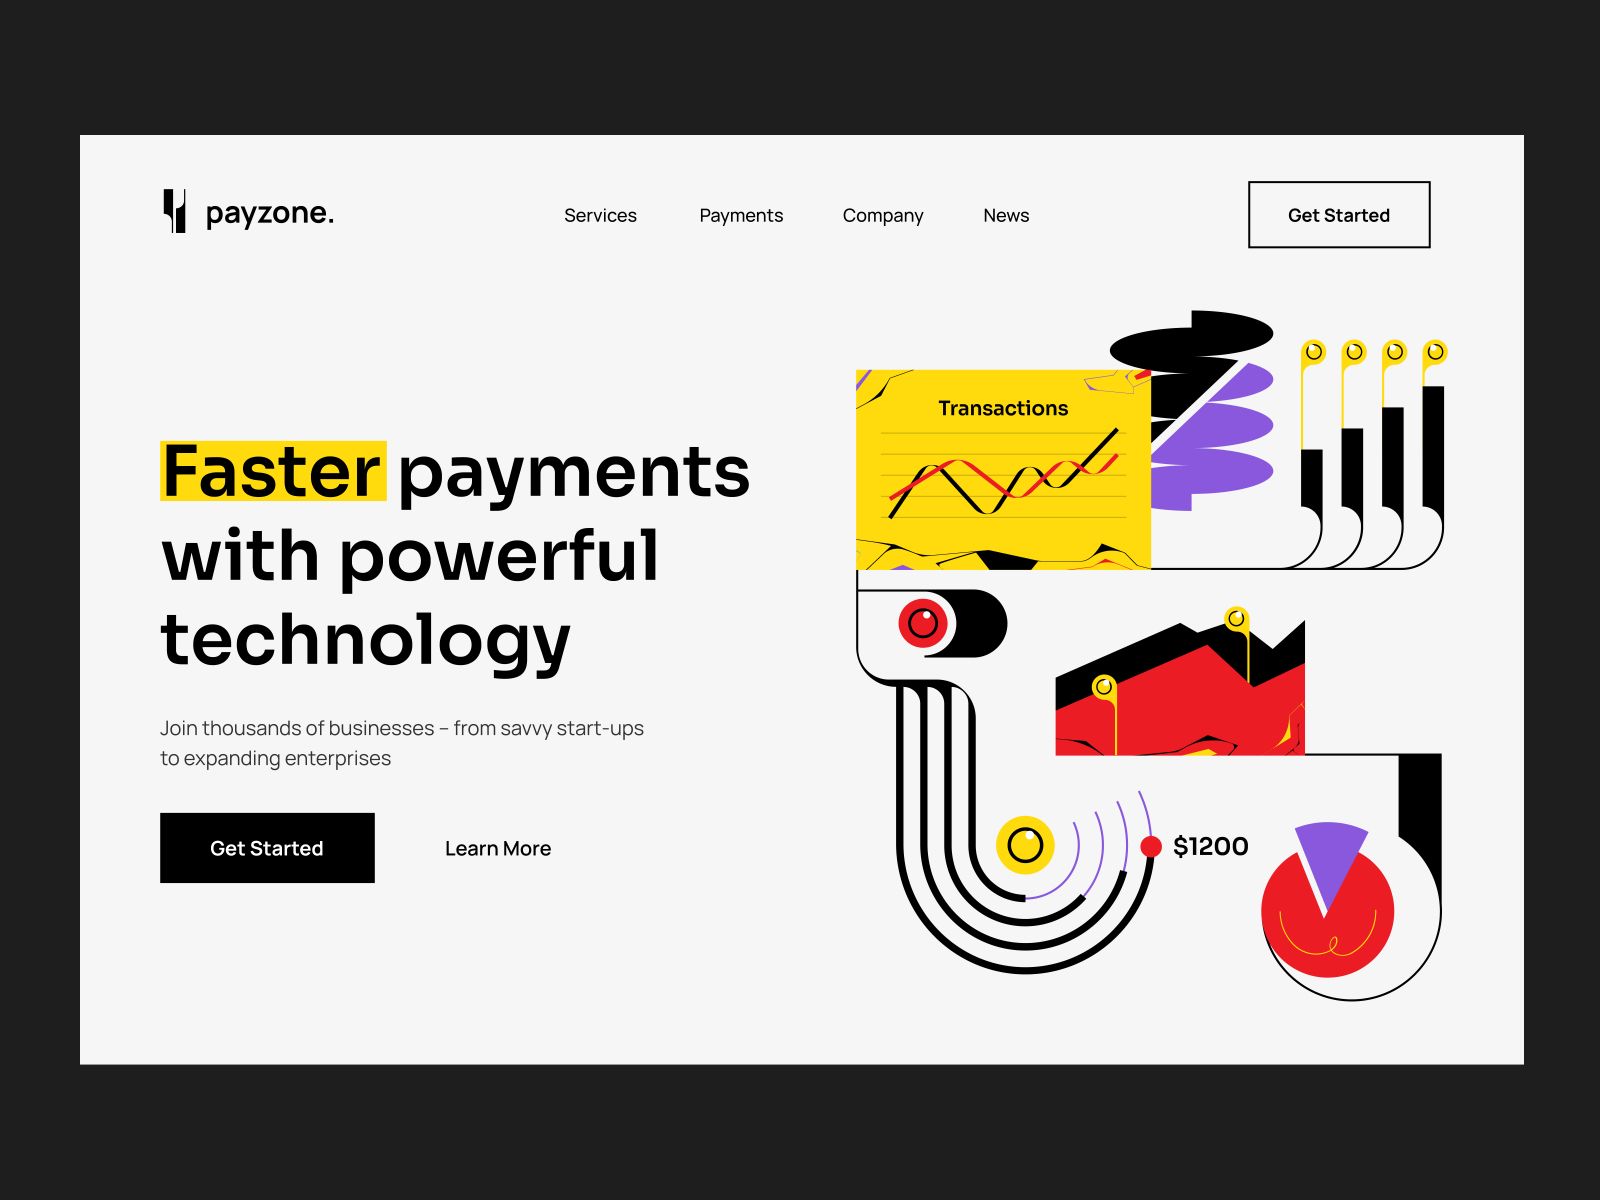 payzone.
Services
Payments
Company
News
Get Started
Faster payments
with powerful
technology
Join thousands of businesses – from savvy start-ups
to expanding enterprises
Get Started
Learn More
Transactions
$1200